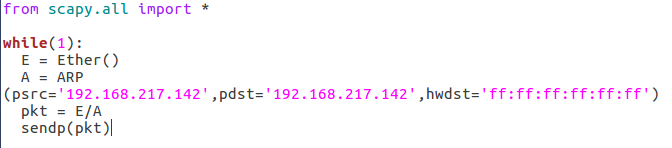 from scapy.all import *
while(1):
  E = Ether()
  A = ARP
(psrc='192.168.217.142',pdst='192.168.217.142',hwdst='ff:ff:ff:ff:ff:ff')
  pkt = E/A
  sendp(pkt)